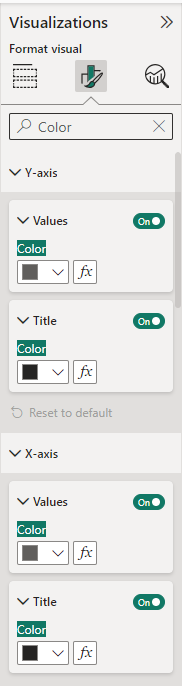 Visualizations
Format visual
Color
Y-axis
Values On
Color
fx
Title On
Color
fx
Reset to default
X-axis
Values On
Color
fx
Title On
Color
fx